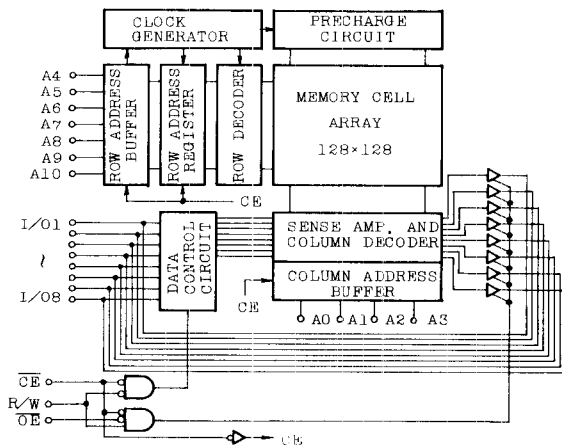 CLOCK
GENERATOR
PRECHARGE
CIRCUIT
A4
A5
A6
A7
A8
A9
A10
ROW ADDRESS
BUFFER
ROW ADDRESS
REGISTER
ROW DECODER
MEMORY CELL
ARRAY
128×128
CE
I/O1
~
I/O8
DATA
CONTROL
CIRCUIT
SENSE AMP. AND
COLUMN DECODER
COLUMN ADDRESS
BUFFER
CE
A0 A1 A2 A3
C̅E̅
R/W
O̅E̅
CE